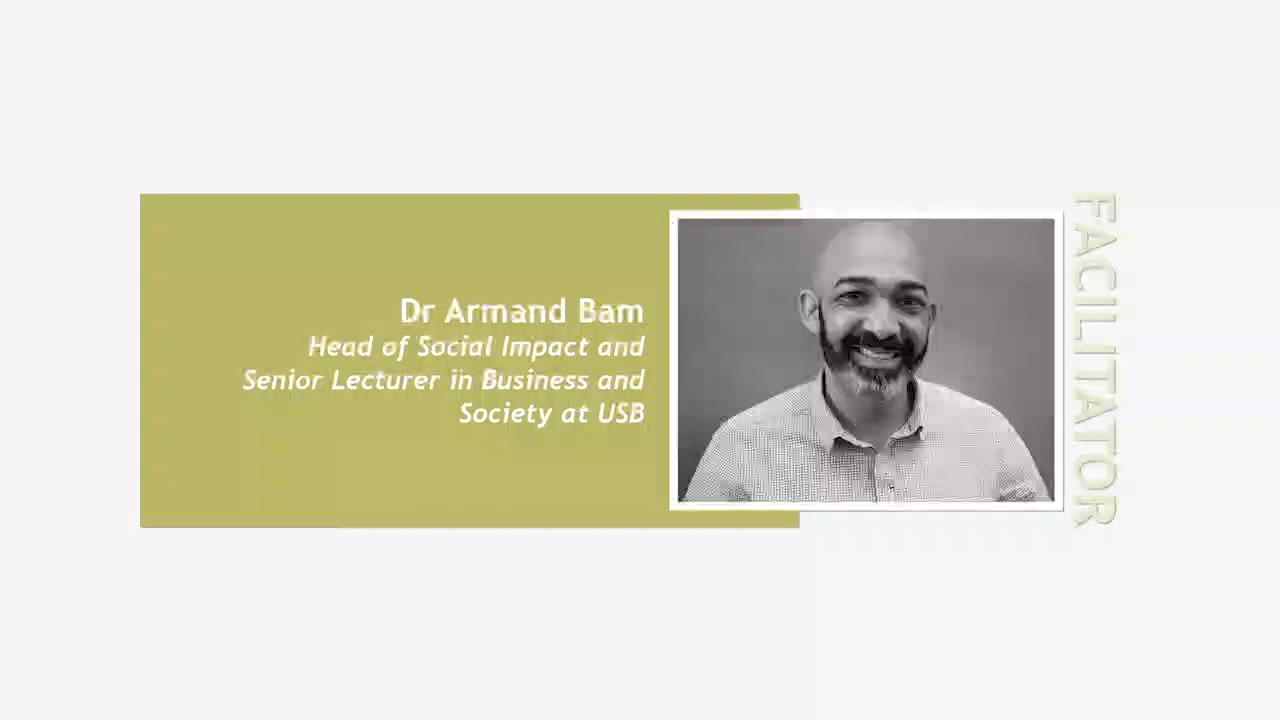 Dr Armand Bam
Head of Social Impact and
Senior Lecturer in Business and
Society at USB
FACILITATOR